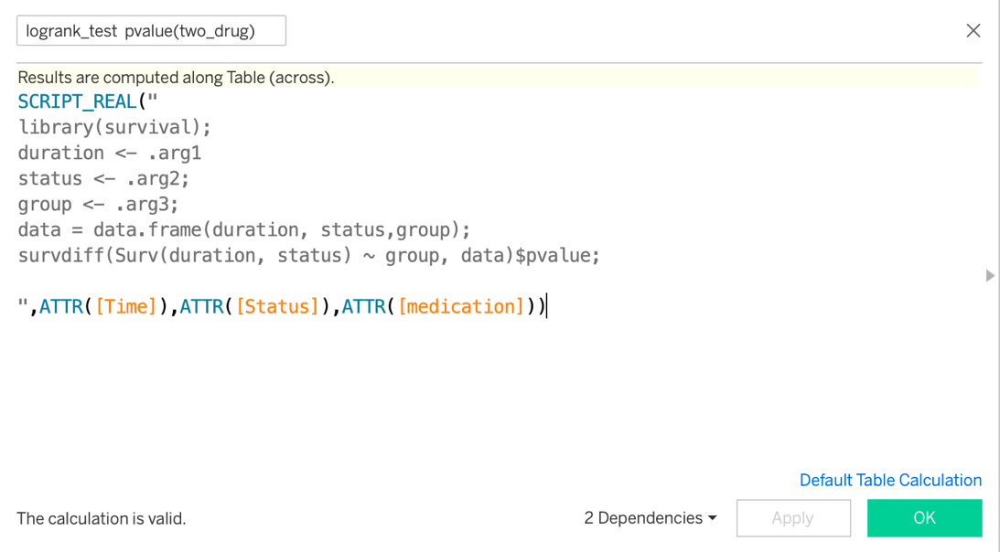 logrank_test pvalue(two_drug)
Results are computed along Table (across).
SCRIPT_REAL("
library(survival);
duration <- .arg1
status <- .arg2;
group <- .arg3;
data = data.frame(duration, status,group);
survdiff(Surv(duration, status) ~ group, data)$pvalue;
",ATTR([Time]),ATTR([Status]),ATTR([medication]))
Default Table Calculation
The calculation is valid.
2 Dependencies
Apply
OK